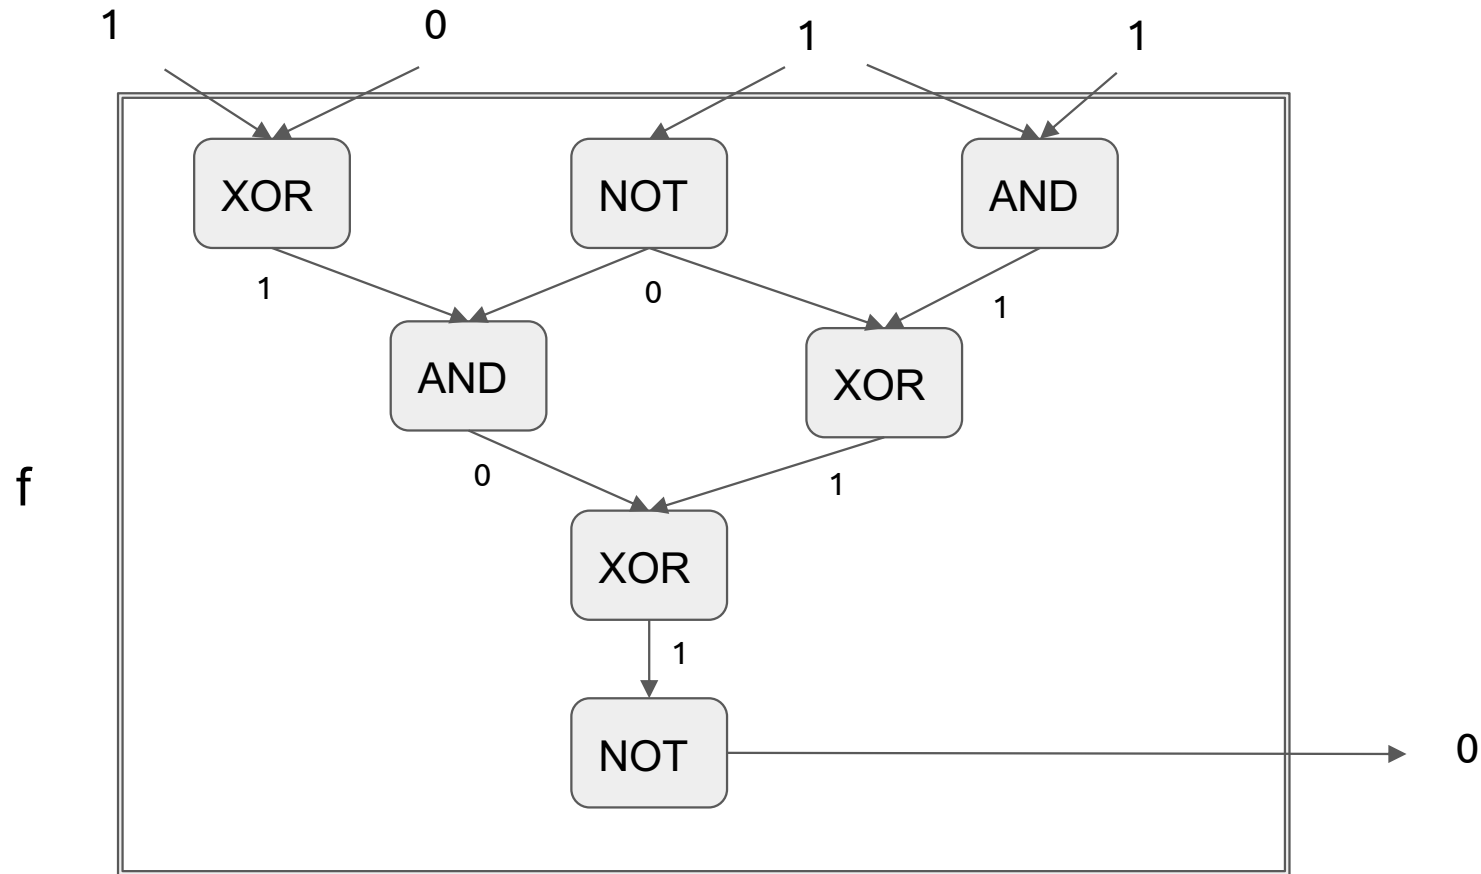 1 0 1 1
XOR NOT AND
1 0 1
AND XOR
0 1
f
XOR
1
NOT 0